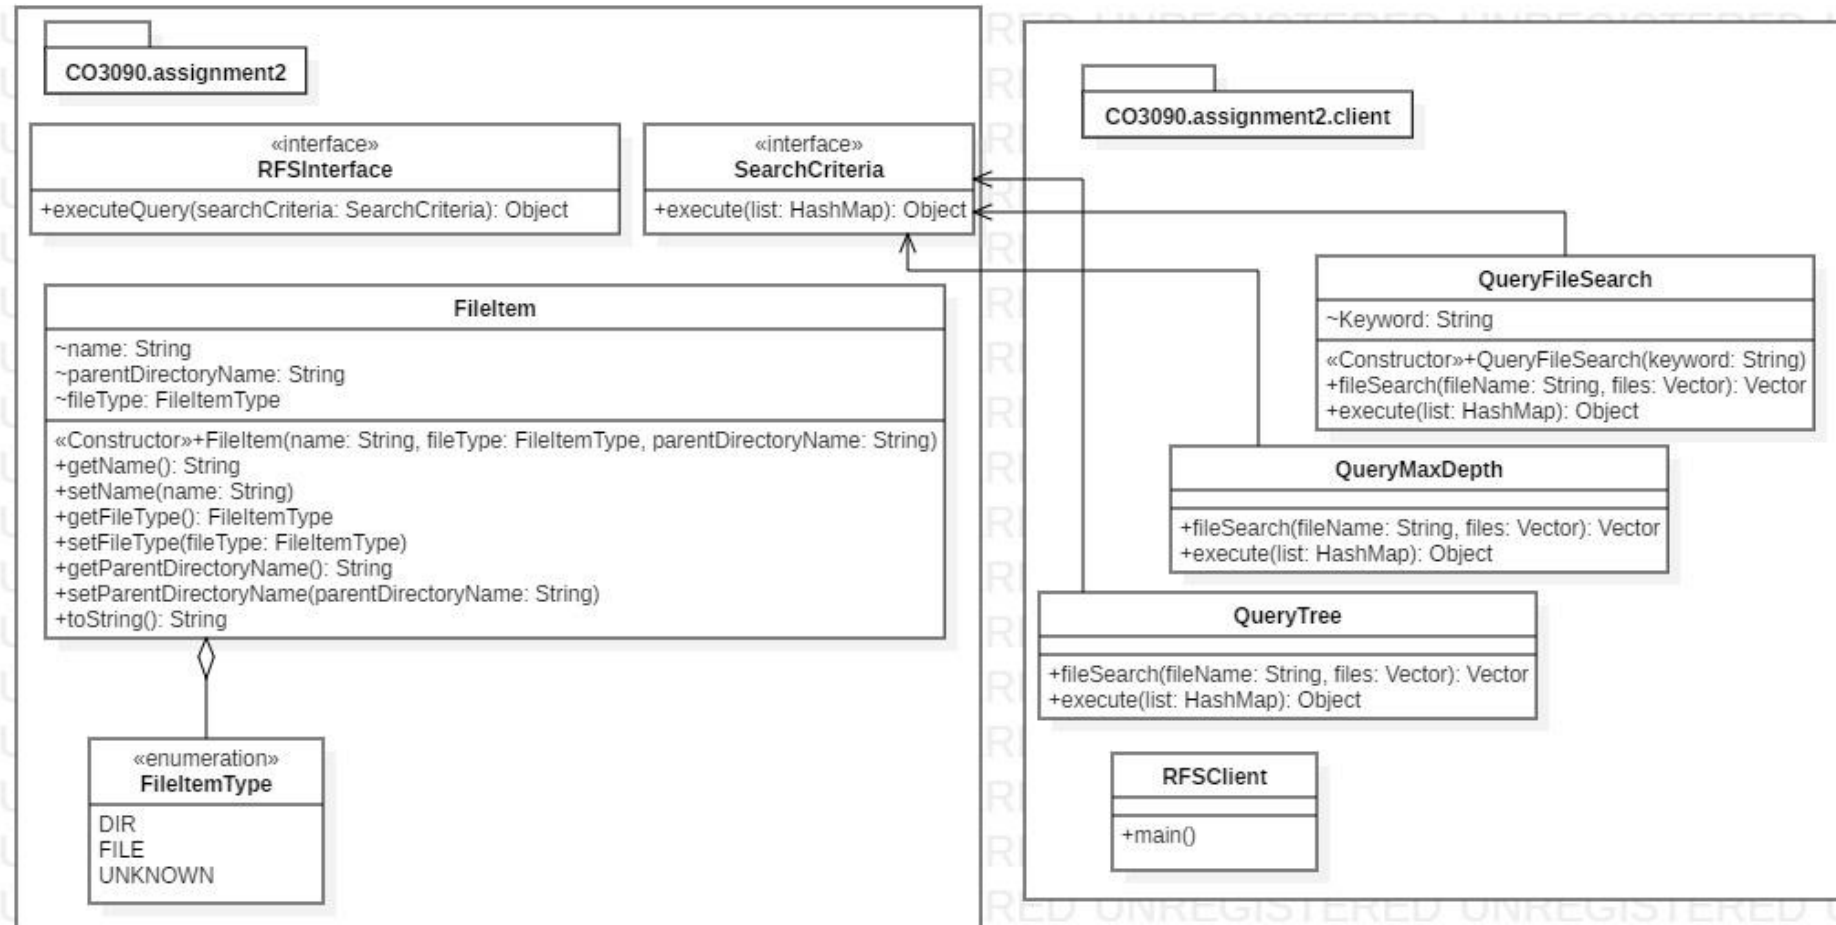 CO3090.assignment2
«interface»
RFSInterface
+executeQuery(searchCriteria: SearchCriteria): Object
«interface»
SearchCriteria
+execute(list: HashMap): Object
FileItem
~name: String
~parentDirectoryName: String
~fileType: FileItemType
«Constructor»+FileItem(name: String, fileType: FileItemType, parentDirectoryName: String)
+getName(): String
+setName(name: String)
+getFileType(): FileItemType
+setFileType(fileType: FileItemType)
+getParentDirectoryName(): String
+setParentDirectoryName(parentDirectoryName: String)
+toString(): String
«enumeration»
FileItemType
DIR
FILE
UNKNOWN
CO3090.assignment2.client
QueryFileSearch
~Keyword: String
«Constructor»+QueryFileSearch(keyword: String)
+fileSearch(fileName: String, files: Vector): Vector
+execute(list: HashMap): Object
QueryMaxDepth
+fileSearch(fileName: String, files: Vector): Vector
+execute(list: HashMap): Object
QueryTree
+fileSearch(fileName: String, files: Vector): Vector
+execute(list: HashMap): Object
RFSClient
+main()
RED UNREGISTERED UNREGISTERED